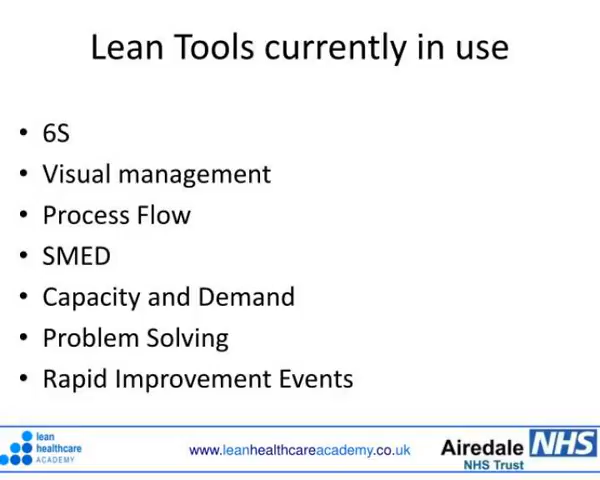 Lean Tools currently in use
• 6S
• Visual management
• Process Flow
• SMED
• Capacity and Demand
• Problem Solving
• Rapid Improvement Events
lean
healthcare
ACADEMY
www.leanhealthcareacademy.co.uk
Airedale NHS
NHS Trust